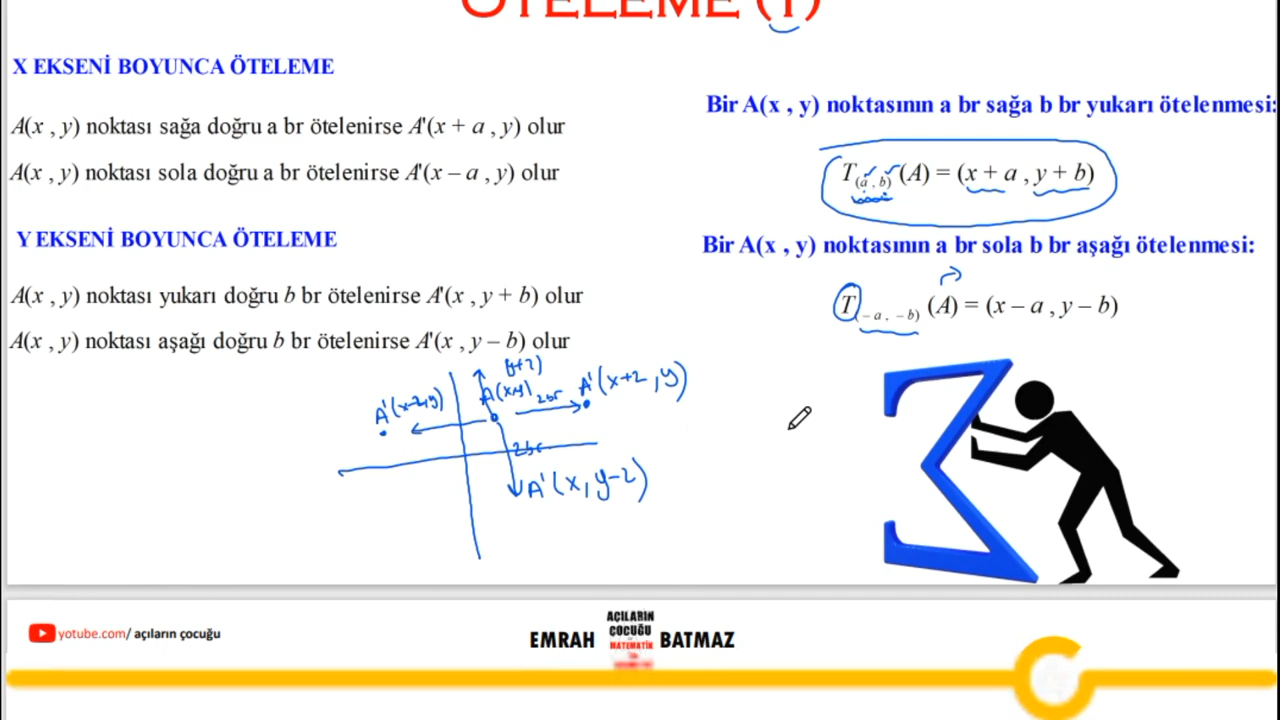 ÖTELEME (T)
X EKSENİ BOYUNCA ÖTELEME
A(x , y) noktası sağa doğru a br ötelenirse A'(x + a , y) olur
A(x , y) noktası sola doğru a br ötelenirse A'(x – a , y) olur
Y EKSENİ BOYUNCA ÖTELEME
A(x , y) noktası yukarı doğru b br ötelenirse A'(x , y + b) olur
A(x , y) noktası aşağı doğru b br ötelenirse A'(x , y – b) olur
(y+2)
A'(x-2,y)
A(x,y)
2br
A'(x+2,y)
2br
A'(x,y-2)
Bir A(x , y) noktasının a br sağa b br yukarı ötelenmesi:
T(a , b) (A) = (x + a , y + b)
Bir A(x , y) noktasının a br sola b br aşağı ötelenmesi:
T(–a , –b) (A) = (x – a , y – b)
yotube.com/ açıların çocuğu
EMRAH
AÇILARIN
ÇOCUĞU
MATEMATİK
BATMAZ